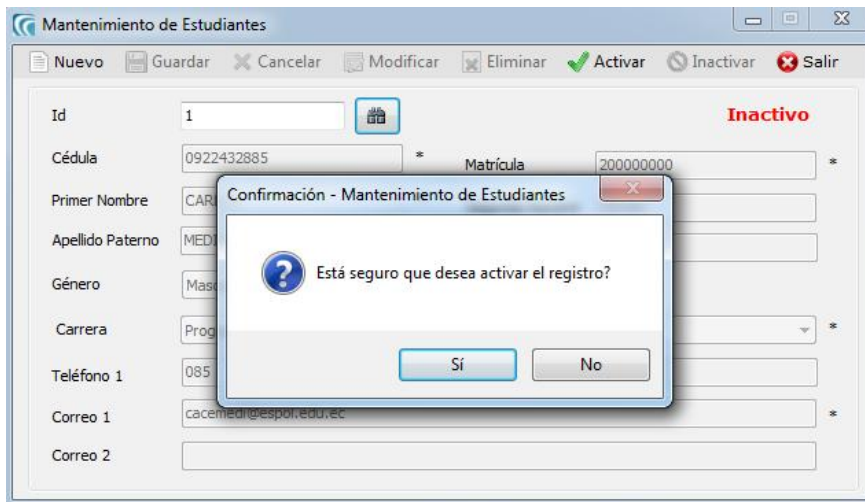 Mantenimiento de Estudiantes
Nuevo Guardar Cancelar Modificar Eliminar Activar Inactivar Salir
Id 1 Inactivo
Cédula 0922432885 * Matrícula 200000000 *
Primer Nombre
Apellido Paterno
Género
Carrera *
Teléfono 1 085
Correo 1 cacemedi@espol.edu.ec *
Correo 2
Confirmación - Mantenimiento de Estudiantes
Está seguro que desea activar el registro?
Sí No